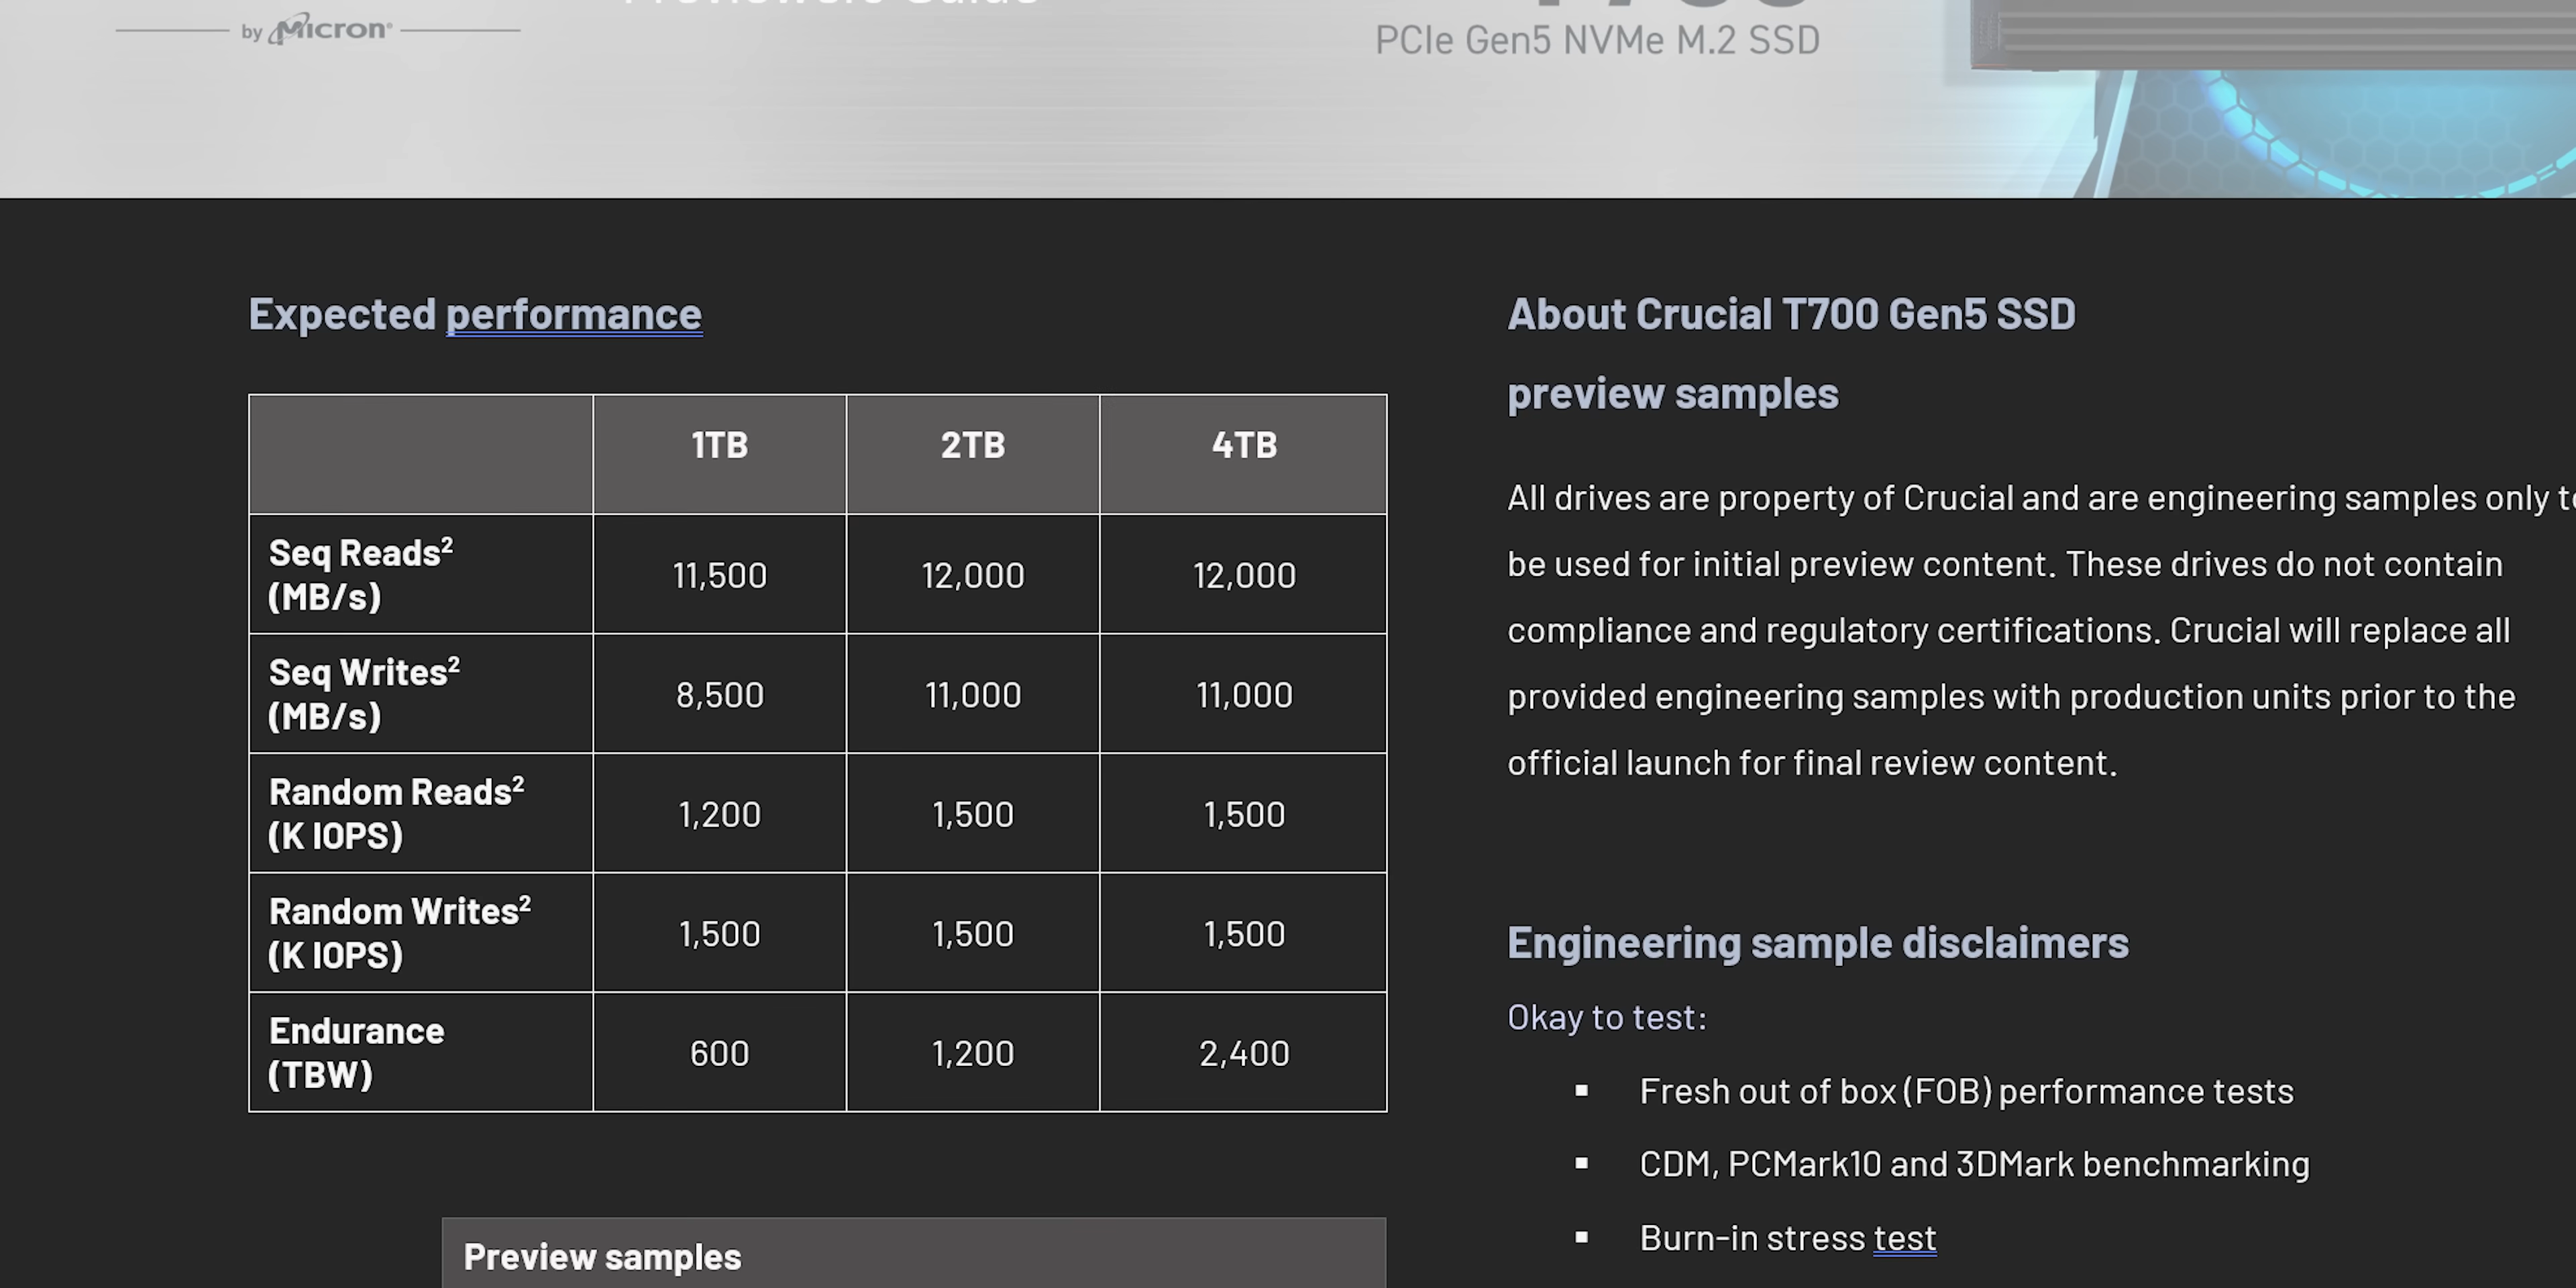 by Micron®
PCIe Gen5 NVMe M.2 SSD
Expected performance
1TB 2TB 4TB
Seq Reads²
(MB/s)
11,500 12,000 12,000
Seq Writes²
(MB/s)
8,500 11,000 11,000
Random Reads²
(K IOPS)
1,200 1,500 1,500
Random Writes²
(K IOPS)
1,500 1,500 1,500
Endurance
(TBW)
600 1,200 2,400
Preview samples
About Crucial T700 Gen5 SSD
preview samples
All drives are property of Crucial and are engineering samples only
be used for initial preview content. These drives do not contain
compliance and regulatory certifications. Crucial will replace all
provided engineering samples with production units prior to the
official launch for final review content.
Engineering sample disclaimers
Okay to test:
▪ Fresh out of box (FOB) performance tests
▪ CDM, PCMark10 and 3DMark benchmarking
▪ Burn-in stress test